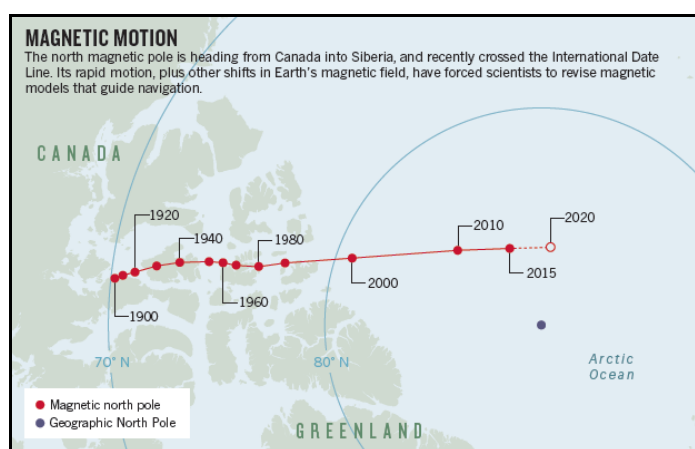 MAGNETIC MOTION
The north magnetic pole is heading from Canada into Siberia, and recently crossed the International Date
Line. Its rapid motion, plus other shifts in Earth's magnetic field, have forced scientists to revise magnetic
models that guide navigation.
CANADA
1920
1940
1980
2010
2020
1900
1960
2000
2015
70° N
80° N
Arctic
Ocean
Magnetic north pole
Geographic North Pole
GREENLAND